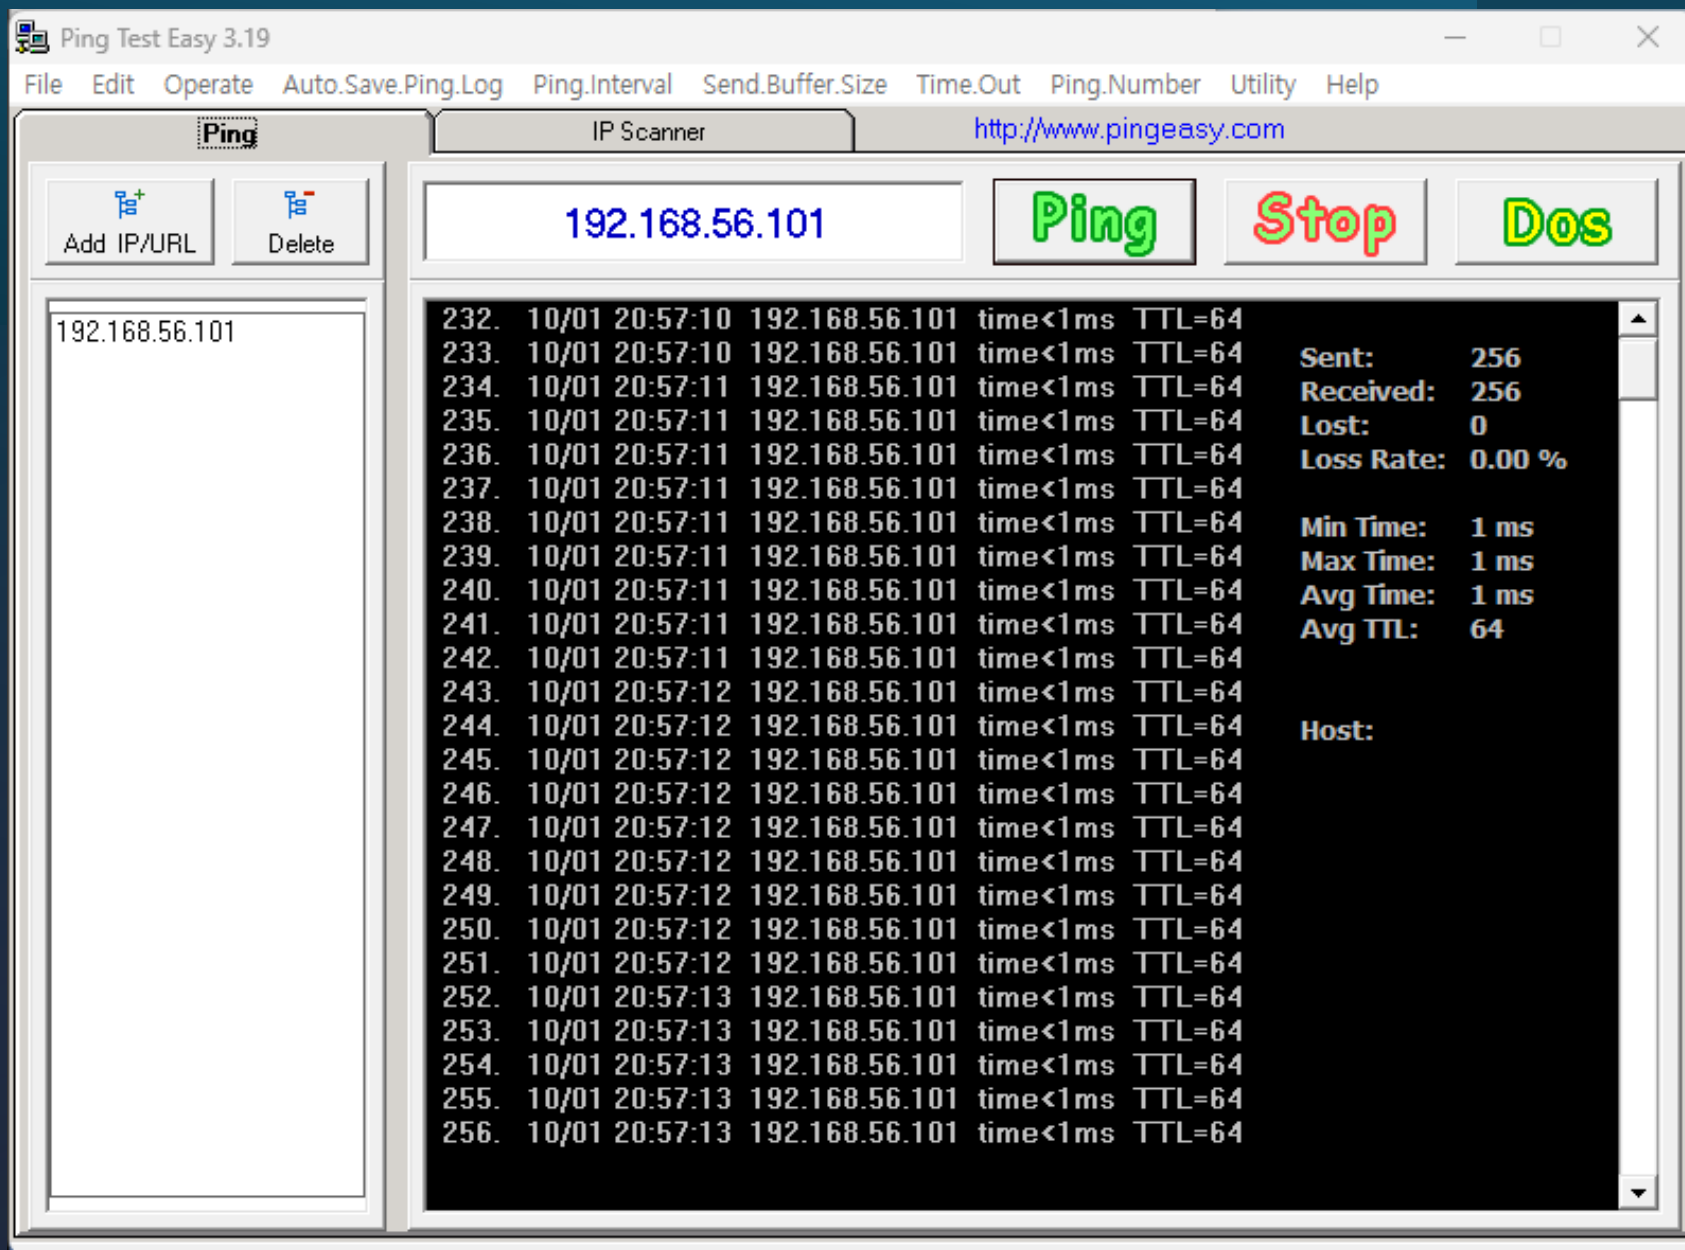 Ping Test Easy 3.19
File Edit Operate Auto.Save.Ping.Log Ping.Interval Send.Buffer.Size Time.Out Ping.Number Utility Help
Ping IP Scanner http://www.pingeasy.com
Add IP/URL Delete 192.168.56.101 Ping Stop Dos
192.168.56.101
232. 10/01 20:57:10 192.168.56.101 time<1ms TTL=64
233. 10/01 20:57:10 192.168.56.101 time<1ms TTL=64
234. 10/01 20:57:11 192.168.56.101 time<1ms TTL=64
235. 10/01 20:57:11 192.168.56.101 time<1ms TTL=64
236. 10/01 20:57:11 192.168.56.101 time<1ms TTL=64
237. 10/01 20:57:11 192.168.56.101 time<1ms TTL=64
238. 10/01 20:57:11 192.168.56.101 time<1ms TTL=64
239. 10/01 20:57:11 192.168.56.101 time<1ms TTL=64
240. 10/01 20:57:11 192.168.56.101 time<1ms TTL=64
241. 10/01 20:57:11 192.168.56.101 time<1ms TTL=64
242. 10/01 20:57:11 192.168.56.101 time<1ms TTL=64
243. 10/01 20:57:12 192.168.56.101 time<1ms TTL=64
244. 10/01 20:57:12 192.168.56.101 time<1ms TTL=64
245. 10/01 20:57:12 192.168.56.101 time<1ms TTL=64
246. 10/01 20:57:12 192.168.56.101 time<1ms TTL=64
247. 10/01 20:57:12 192.168.56.101 time<1ms TTL=64
248. 10/01 20:57:12 192.168.56.101 time<1ms TTL=64
249. 10/01 20:57:12 192.168.56.101 time<1ms TTL=64
250. 10/01 20:57:12 192.168.56.101 time<1ms TTL=64
251. 10/01 20:57:12 192.168.56.101 time<1ms TTL=64
252. 10/01 20:57:13 192.168.56.101 time<1ms TTL=64
253. 10/01 20:57:13 192.168.56.101 time<1ms TTL=64
254. 10/01 20:57:13 192.168.56.101 time<1ms TTL=64
255. 10/01 20:57:13 192.168.56.101 time<1ms TTL=64
256. 10/01 20:57:13 192.168.56.101 time<1ms TTL=64
Sent: 256
Received: 256
Lost: 0
Loss Rate: 0.00 %
Min Time: 1 ms
Max Time: 1 ms
Avg Time: 1 ms
Avg TTL: 64
Host: